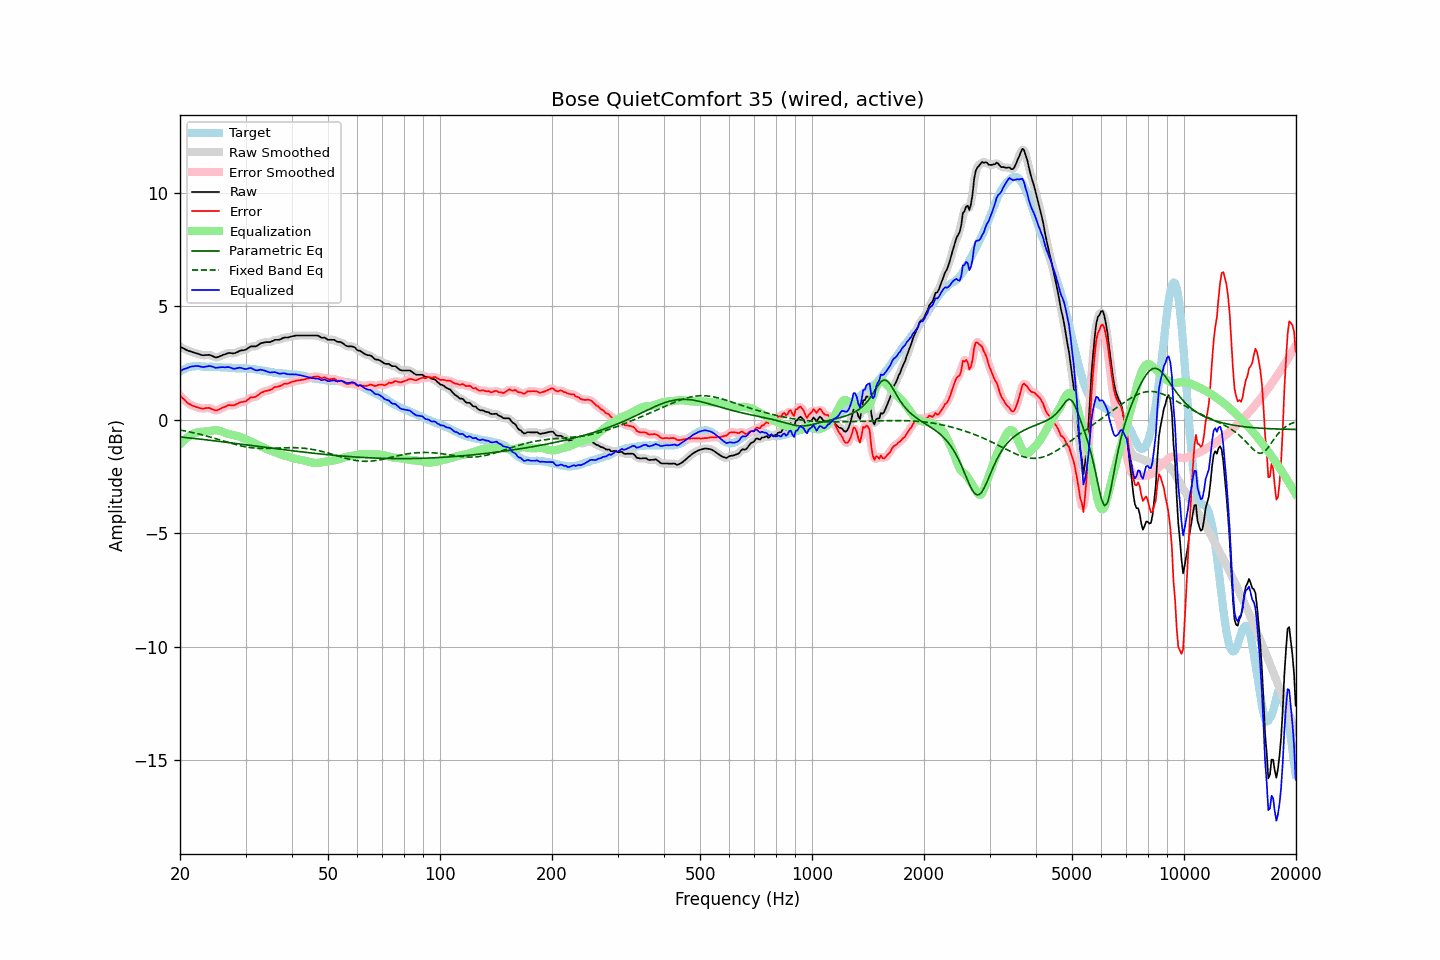 Bose QuietComfort 35 (wired, active)
Target
Raw Smoothed
Error Smoothed
Raw
Error
Equalization
Parametric Eq
Fixed Band Eq
Equalized
Amplitude (dBr)
10
5
0
−5
−10
−15
20
50
100
200
500
1000
2000
5000
10000
20000
Frequency (Hz)